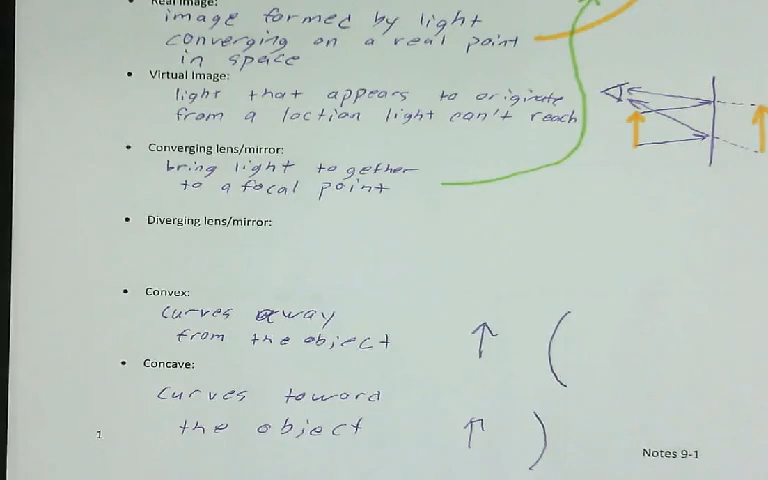 Real Image:
image formed by light
converging on a real point
in space
Virtual Image:
light that appears to originate
from a loction light can't reach
Converging lens/mirror:
bring light together
to a focal point
Diverging lens/mirror:
Convex:
curves away
from the object
Concave:
curves toward
the object
1
Notes 9-1